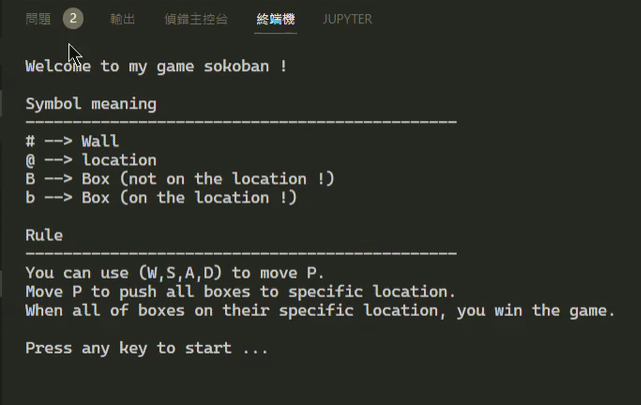 問題 2 輸出 偵錯主控台 終端機 JUPYTER
Welcome to my game sokoban !
Symbol meaning
----------------------------------------------
# --> Wall
@ --> location
B --> Box (not on the location !)
b --> Box (on the location !)
Rule
----------------------------------------------
You can use (W,S,A,D) to move P.
Move P to push all boxes to specific location.
When all of boxes on their specific location, you win the game.
Press any key to start ...